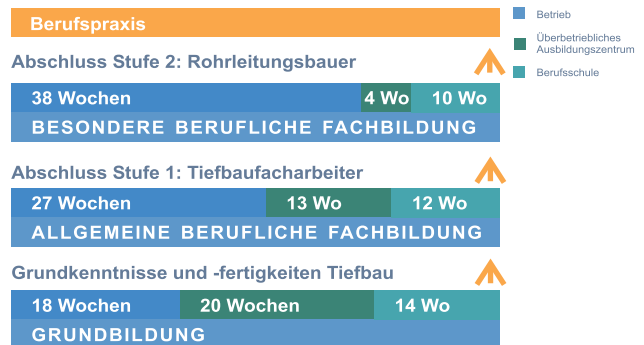 Berufspraxis
Abschluss Stufe 2: Rohrleitungsbauer
38 Wochen 4 Wo 10 Wo
BESONDERE BERUFLICHE FACHBILDUNG
Abschluss Stufe 1: Tiefbaufacharbeiter
27 Wochen 13 Wo 12 Wo
ALLGEMEINE BERUFLICHE FACHBILDUNG
Grundkenntnisse und -fertigkeiten Tiefbau
18 Wochen 20 Wochen 14 Wo
GRUNDBILDUNG
Betrieb
Überbetriebliches
Ausbildungszentrum
Berufsschule